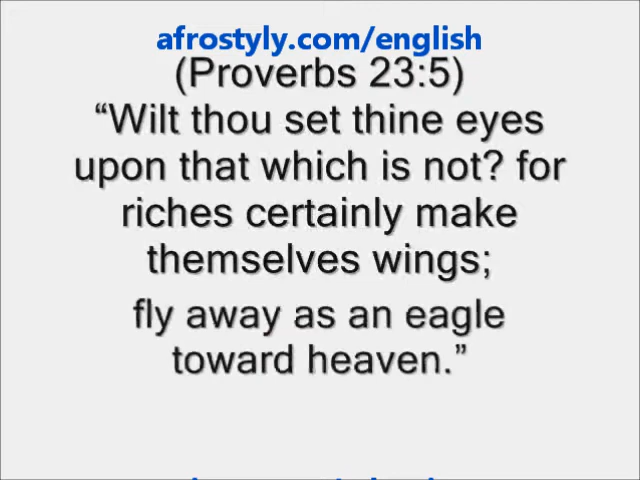 afrostyly.com/english
(Proverbs 23:5)
“Wilt thou set thine eyes
upon that which is not? for
riches certainly make
themselves wings;
fly away as an eagle
toward heaven.”